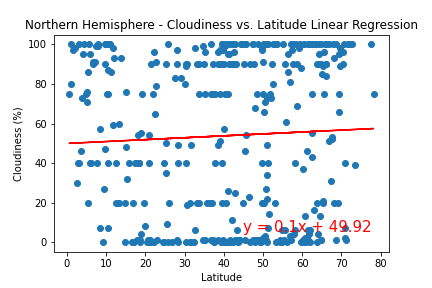 Northern Hemisphere - Cloudiness vs. Latitude Linear Regression
100
80
60
40
20
0
Cloudiness (%)
y = 0.1x + 49.92
0 10 20 30 40 50 60 70 80
Latitude